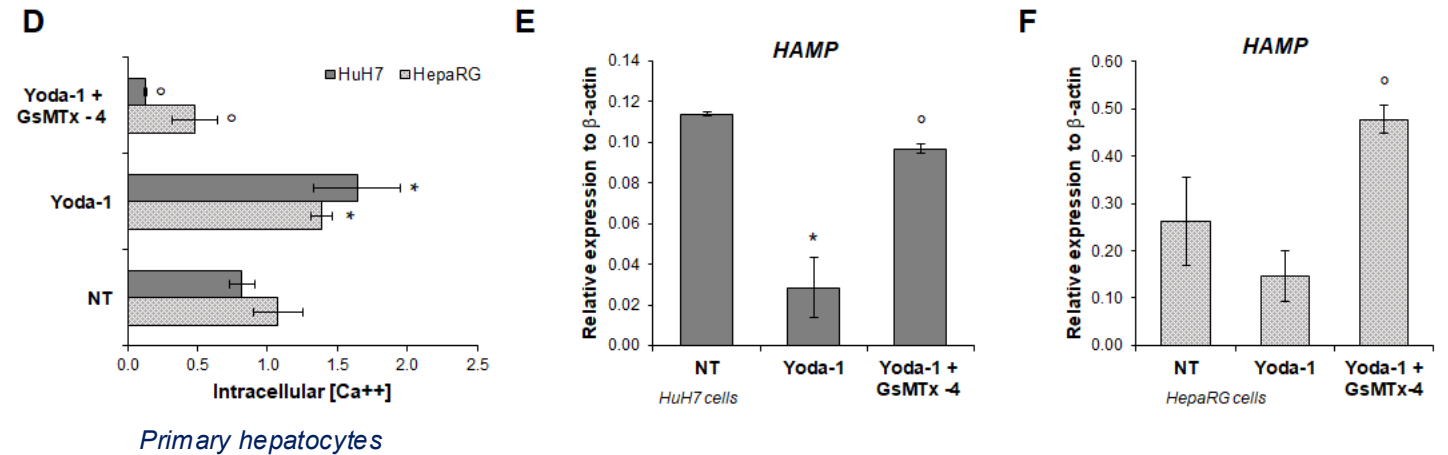 D
HuH7 HepaRG
Yoda-1 +
GsMTx - 4
Yoda-1
NT
0.0 0.5 1.0 1.5 2.0 2.5
Intracellular [Ca++]
Primary hepatocytes
° ° * *
E
HAMP
Relative expression to β-actin
0.14
0.12
0.10
0.08
0.06
0.04
0.02
0.00
* °
NT Yoda-1 Yoda-1 +
GsMTx -4
HuH7 cells
F
HAMP
Relative expression to β-actin
0.60
0.50
0.40
0.30
0.20
0.10
0.00
°
NT Yoda-1 Yoda-1 +
GsMTx-4
HepaRG cells